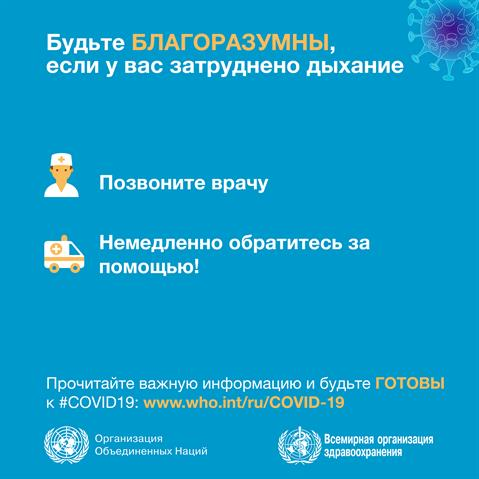 Будьте БЛАГОРАЗУМНЫ,
если у вас затруднено дыхание
Позвоните врачу
Немедленно обратитесь за
помощью!
Прочитайте важную информацию и будьте ГОТОВЫ
к #COVID19: www.who.int/ru/COVID-19
Организация
Объединенных Наций
Всемирная организация
здравоохранения